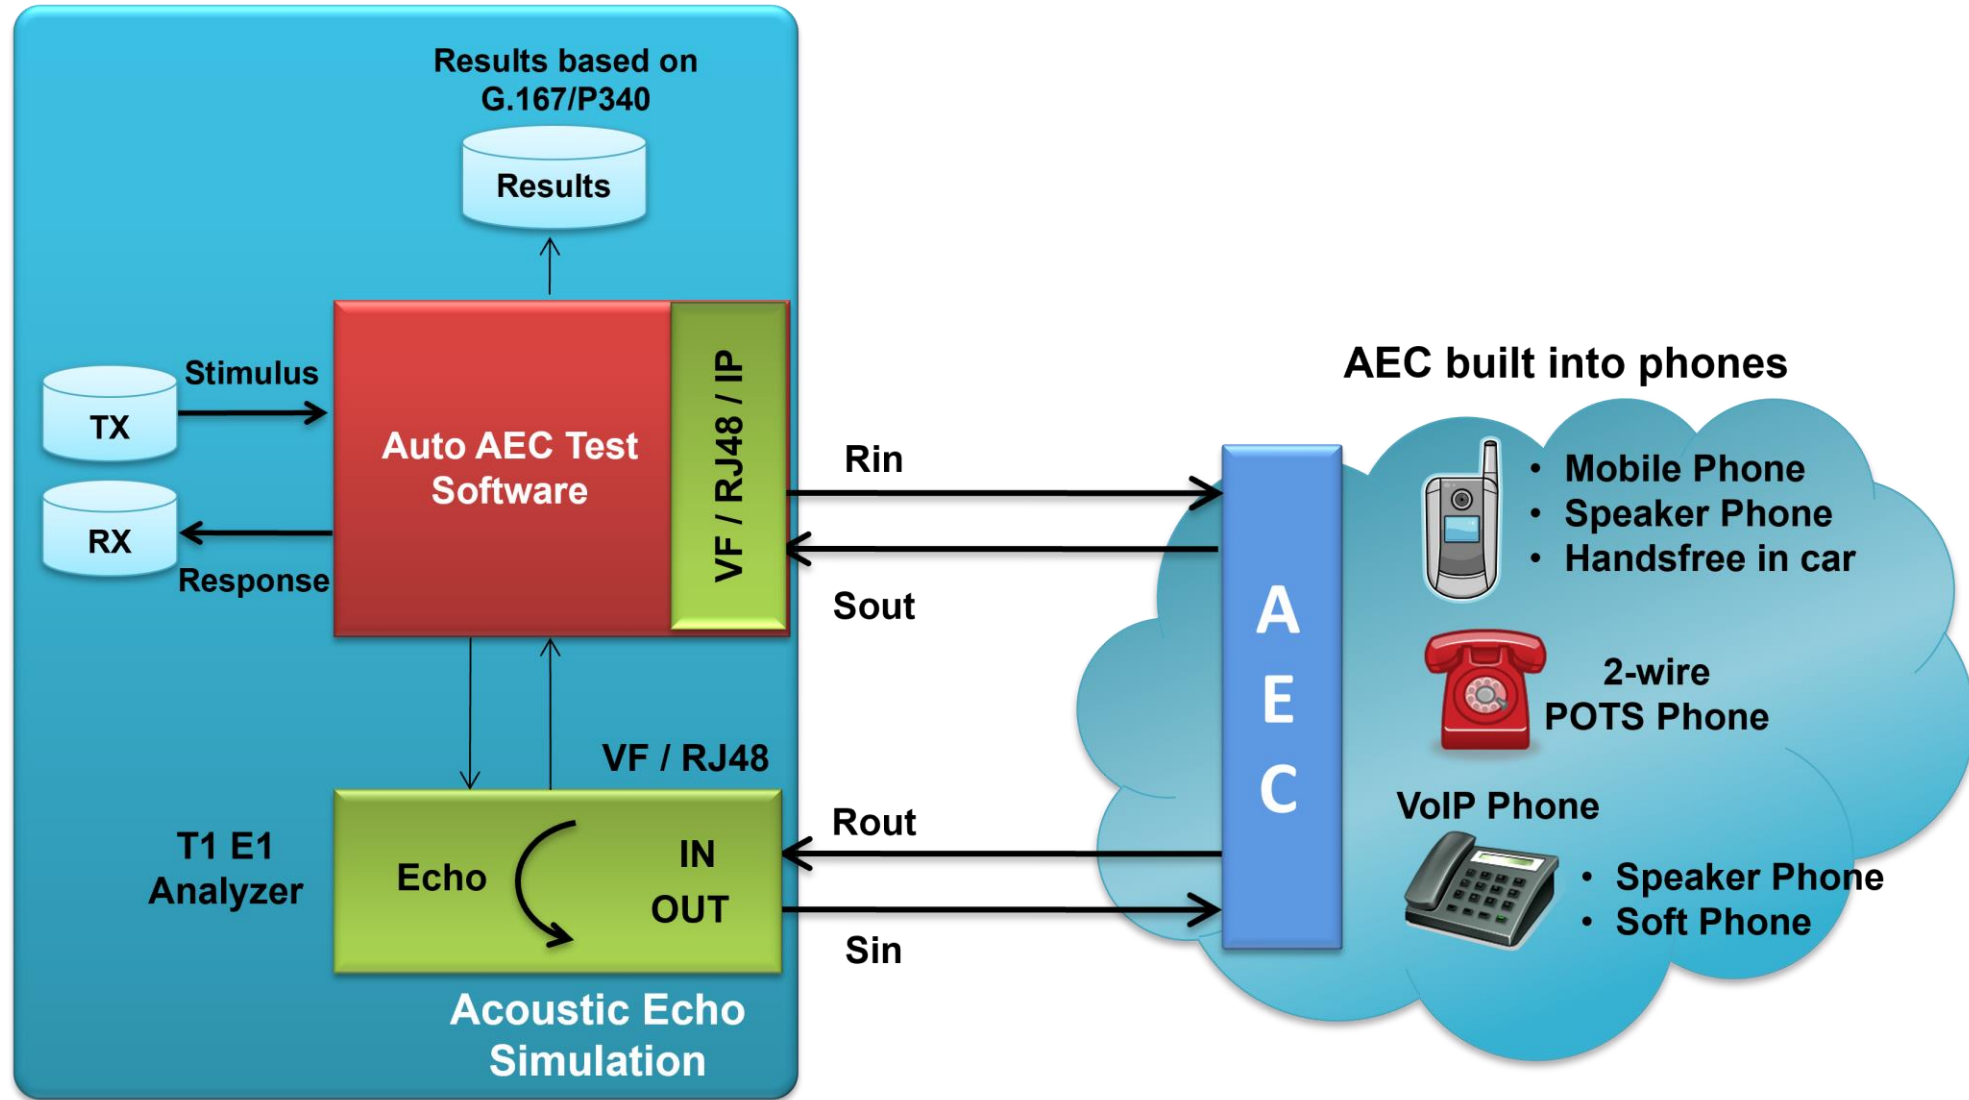 Results based on
G.167/P340
Results
Stimulus
TX
RX
Response
Auto AEC Test
Software
VF / RJ48 / IP
Rin
Sout
AEC built into phones
• Mobile Phone
• Speaker Phone
• Handsfree in car
A
E
C
2-wire
POTS Phone
VoIP Phone
• Speaker Phone
• Soft Phone
VF / RJ48
T1 E1
Analyzer
Echo
IN
OUT
Rout
Sin
Acoustic Echo
Simulation